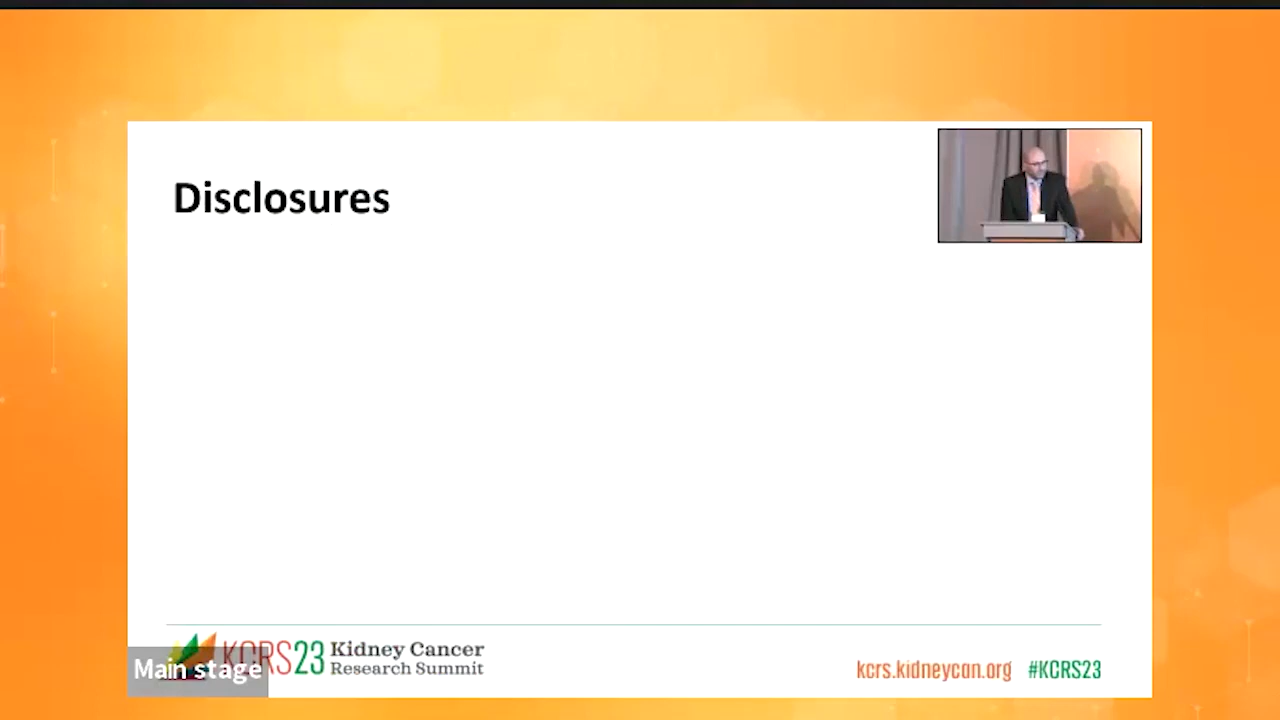 Disclosures
KCRS23 Kidney Cancer
Research Summit
Main stage
kcrs.kidneycan.org #KCRS23